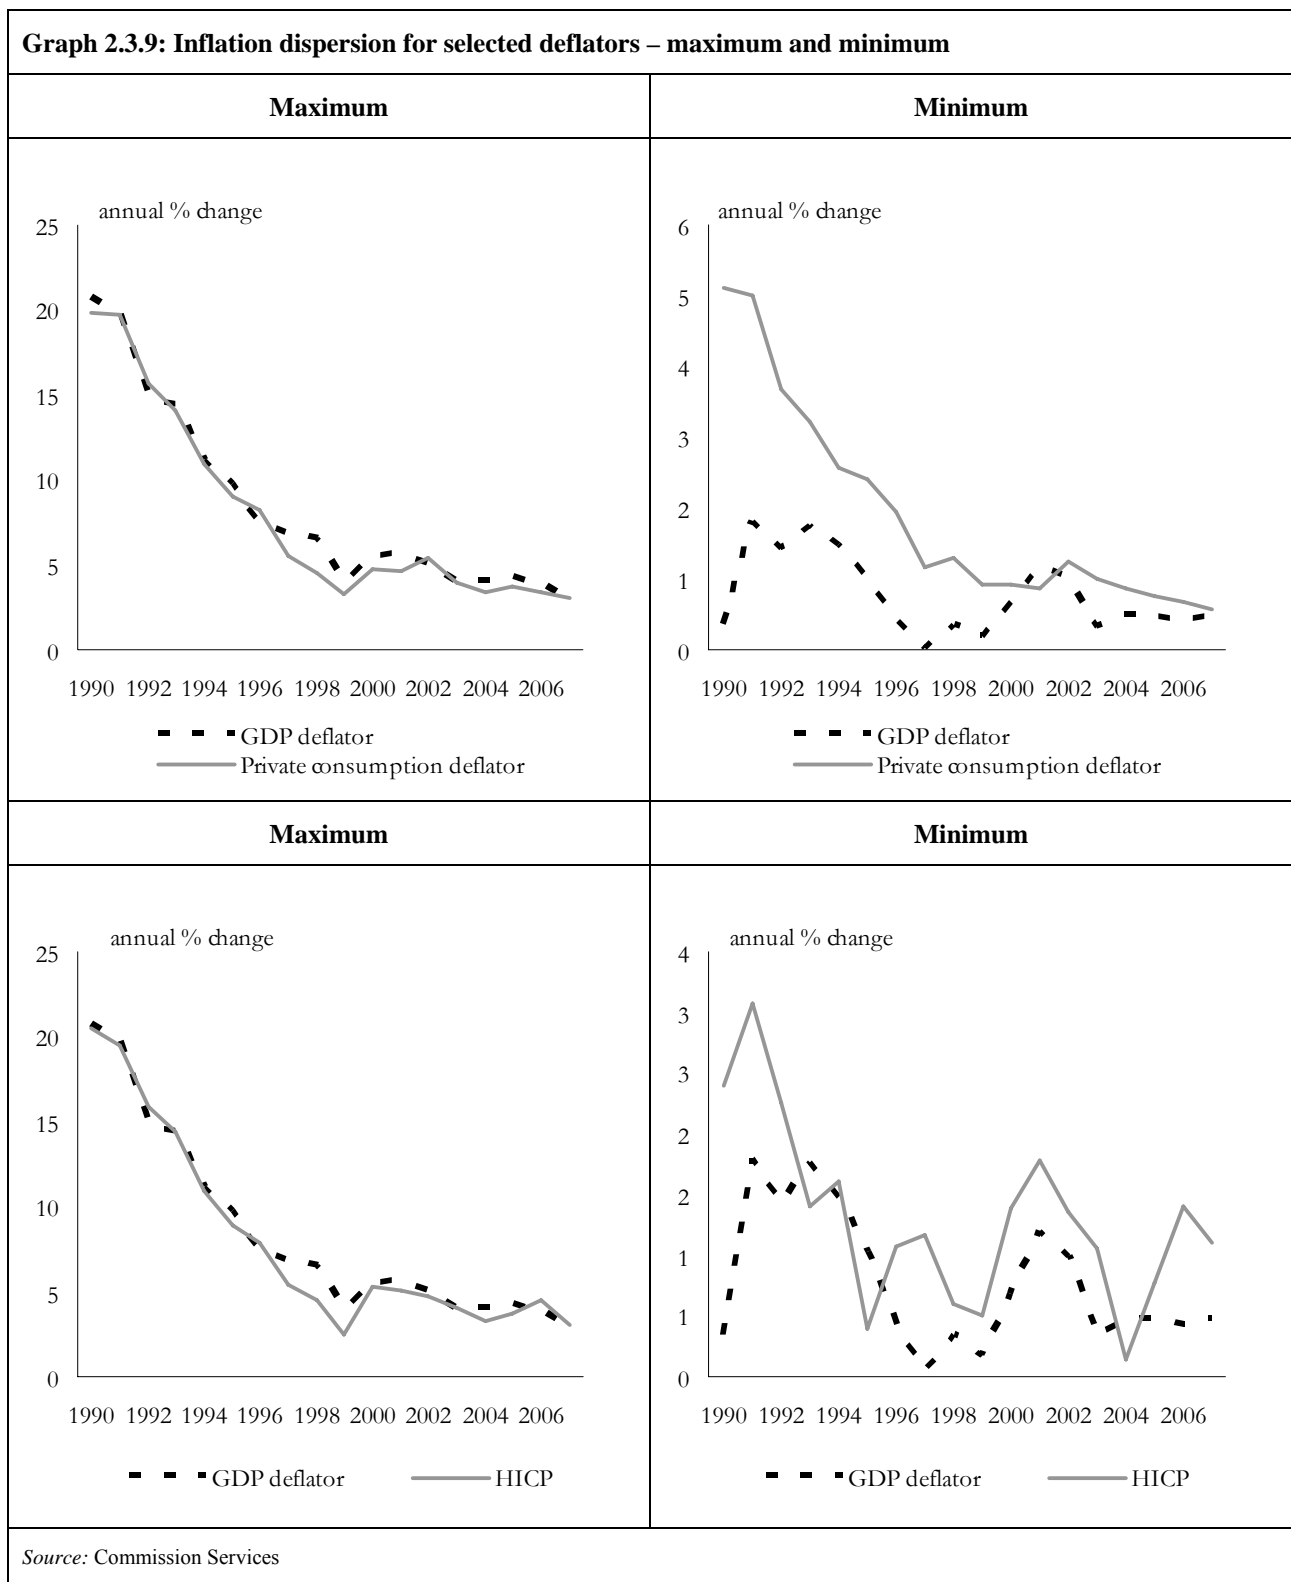 Graph 2.3.9: Inflation dispersion for selected deflators – maximum and minimum
Maximum
Minimum
annual % change
25
20
15
10
5
0
1990 1992 1994 1996 1998 2000 2002 2004 2006
GDP deflator
Private consumption deflator
annual % change
6
5
4
3
2
1
0
1990 1992 1994 1996 1998 2000 2002 2004 2006
GDP deflator
Private consumption deflator
Maximum
Minimum
annual % change
25
20
15
10
5
0
1990 1992 1994 1996 1998 2000 2002 2004 2006
GDP deflator HICP
annual % change
4
3
3
2
2
1
1
0
1990 1992 1994 1996 1998 2000 2002 2004 2006
GDP deflator HICP
Source: Commission Services